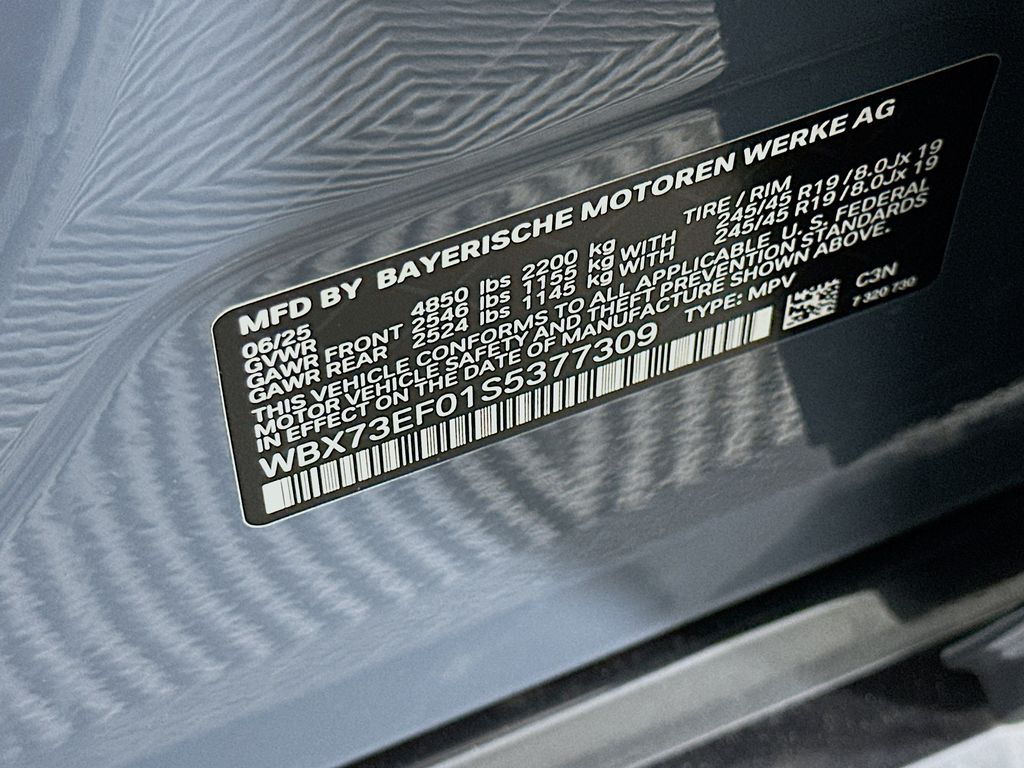 MFD BY BAYERISCHE MOTOREN WERKE AG
06/25 TIRE / RIM
GVWR 4850 lbs 2200 kg
GAWR FRONT 2546 lbs 1155 kg WITH 245/45 R19/8.0Jx 19
GAWR REAR 2524 lbs 1145 kg WITH 245/45 R19/8.0Jx 19
THIS VEHICLE CONFORMS TO ALL APPLICABLE U. S. FEDERAL
MOTOR VEHICLE SAFETY AND THEFT PREVENTION STANDARDS
IN EFFECT ON THE DATE OF MANUFACTURE SHOWN ABOVE.
WBX73EF01S5377309 TYPE: MPV C3N
7 320 730